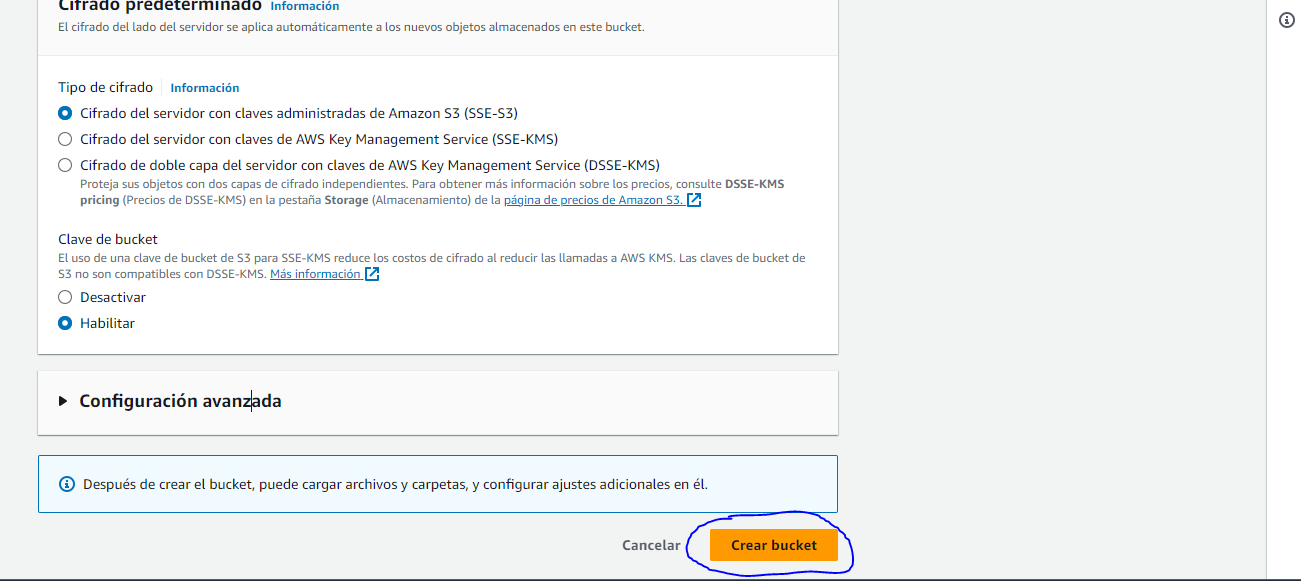 Cifrado predeterminado Información
El cifrado del lado del servidor se aplica automáticamente a los nuevos objetos almacenados en este bucket.
Tipo de cifrado Información
Cifrado del servidor con claves administradas de Amazon S3 (SSE-S3)
Cifrado del servidor con claves de AWS Key Management Service (SSE-KMS)
Cifrado de doble capa del servidor con claves de AWS Key Management Service (DSSE-KMS)
Proteja sus objetos con dos capas de cifrado independientes. Para obtener más información sobre los precios, consulte DSSE-KMS
pricing (Precios de DSSE-KMS) en la pestaña Storage (Almacenamiento) de la página de precios de Amazon S3.
Clave de bucket
El uso de una clave de bucket de S3 para SSE-KMS reduce los costos de cifrado al reducir las llamadas a AWS KMS. Las claves de bucket de
S3 no son compatibles con DSSE-KMS. Más información
Desactivar
Habilitar
Configuración avanzada
Después de crear el bucket, puede cargar archivos y carpetas, y configurar ajustes adicionales en él.
Cancelar Crear bucket